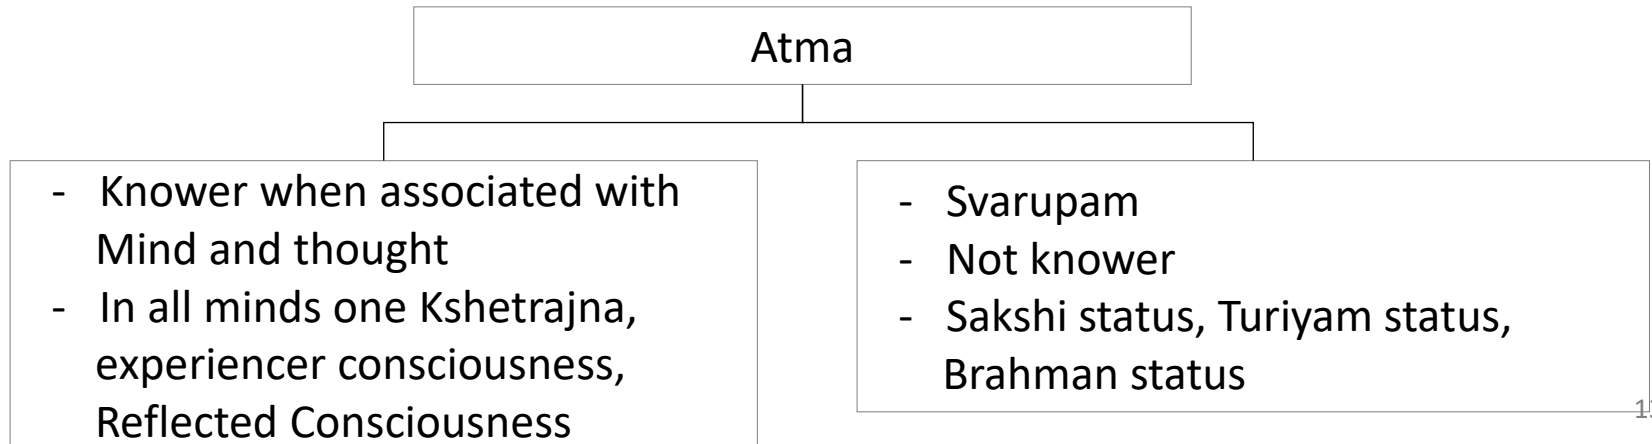 Atma
- Knower when associated with
Mind and thought
- In all minds one Kshetrajna,
experiencer consciousness,
Reflected Consciousness
- Svarupam
- Not knower
- Sakshi status, Turiyam status,
Brahman status